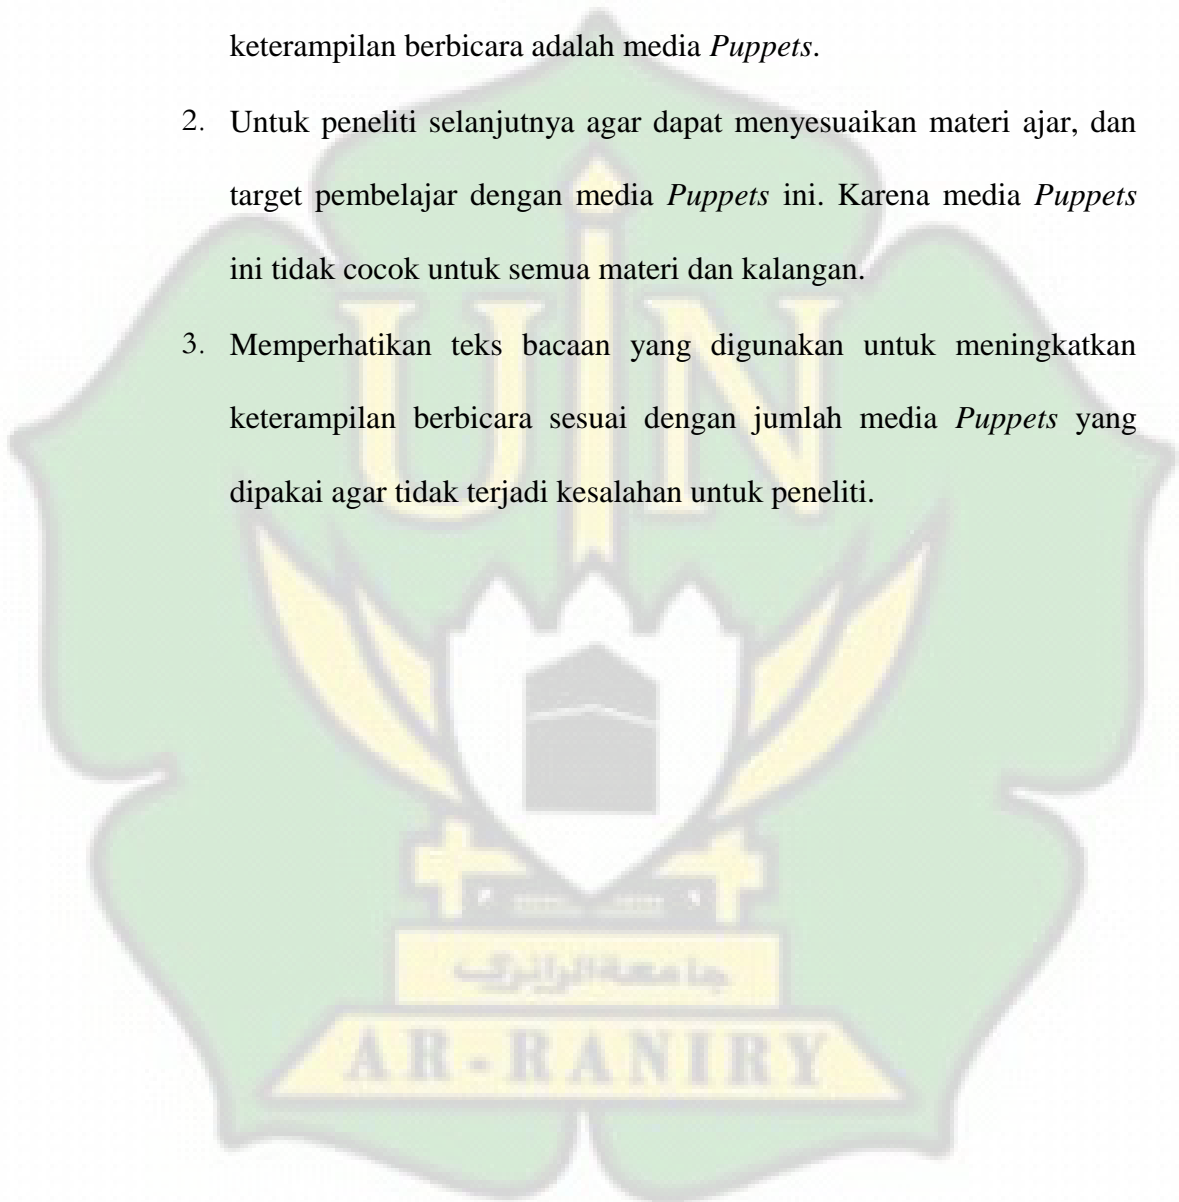 keterampilan berbicara adalah media Puppets.
2. Untuk peneliti selanjutnya agar dapat menyesuaikan materi ajar, dan
target pembelajar dengan media Puppets ini. Karena media Puppets
ini tidak cocok untuk semua materi dan kalangan.
3. Memperhatikan teks bacaan yang digunakan untuk meningkatkan
keterampilan berbicara sesuai dengan jumlah media Puppets yang
dipakai agar tidak terjadi kesalahan untuk peneliti.
UIN
جامعة الرانري
AR-RANIRY